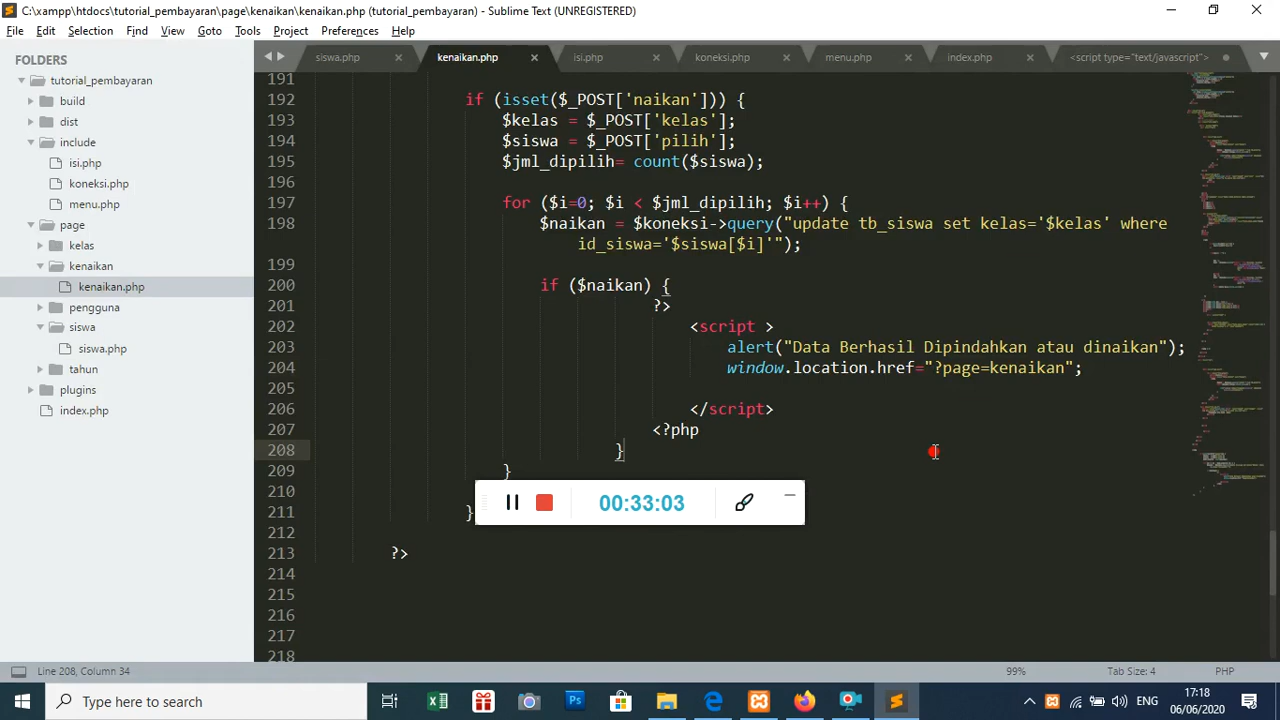 C:\xampp\htdocs\tutorial_pembayaran\page\kenaikan\kenaikan.php (tutorial_pembayaran) - Sublime Text (UNREGISTERED)
File Edit Selection Find View Goto Tools Project Preferences Help
FOLDERS
tutorial_pembayaran
build
dist
include
isi.php
koneksi.php
menu.php
page
kelas
kenaikan
kenaikan.php
pengguna
siswa
siswa.php
tahun
plugins
index.php
siswa.php kenaikan.php isi.php koneksi.php menu.php index.php <script type="text/javascript">
191
192 if (isset($_POST['naikan'])) {
193 $kelas = $_POST['kelas'];
194 $siswa = $_POST['pilih'];
195 $jml_dipilih= count($siswa);
196
197 for ($i=0; $i < $jml_dipilih; $i++) {
198 $naikan = $koneksi->query("update tb_siswa set kelas='$kelas' where
id_siswa='$siswa[$i]'");
199
200 if ($naikan) {
201 ?>
202 <script >
203 alert("Data Berhasil Dipindahkan atau dinaikan");
204 window.location.href="?page=kenaikan";
205
206 </script>
207 <?php
208 }
209 }
210
211 }
212
213 ?>
214
215
216
217
218
00:33:03
Line 208, Column 34 99% Tab Size: 4 PHP
Type here to search
ENG
17:18
06/06/2020